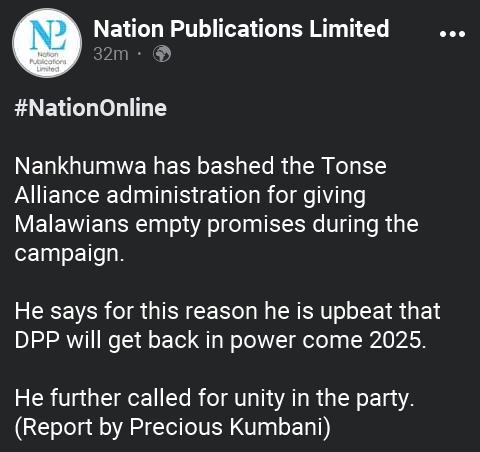 NP
Nation
Publications
Limited
Nation Publications Limited
32m ·
#NationOnline
Nankhumwa has bashed the Tonse
Alliance administration for giving
Malawians empty promises during the
campaign.
He says for this reason he is upbeat that
DPP will get back in power come 2025.
He further called for unity in the party.
(Report by Precious Kumbani)